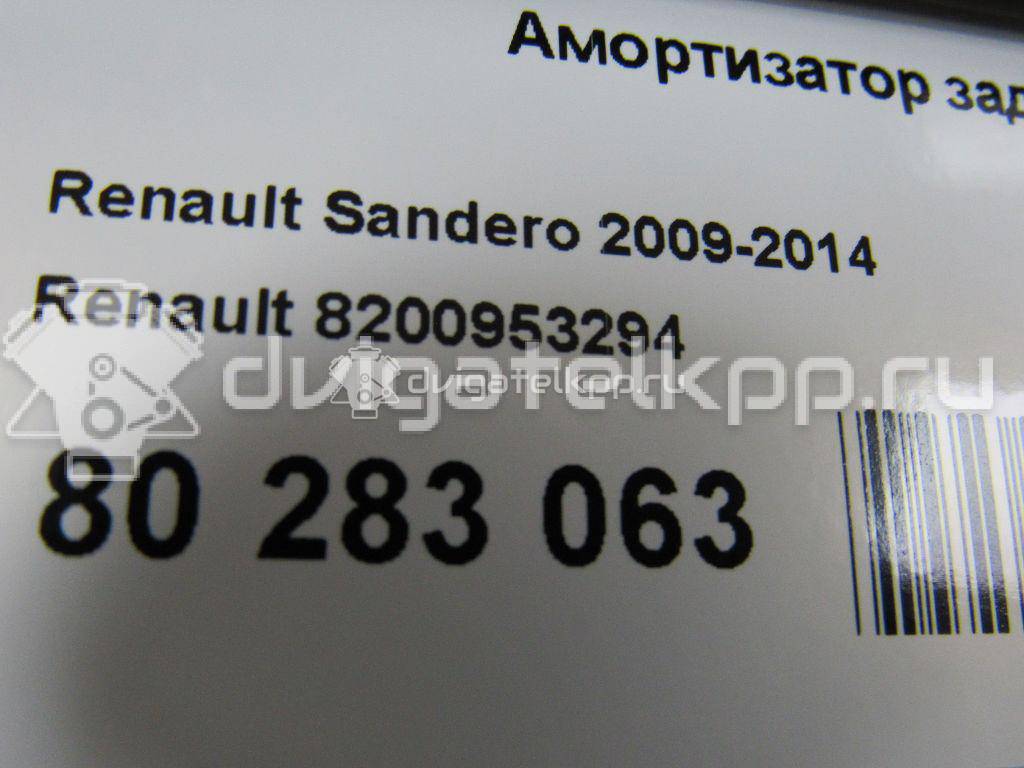 Амортизатор зад
Renault Sandero 2009-2014
Renault 8200953294
dvigatelkpp.ru
dvigatelkpp.ru
80 283 063